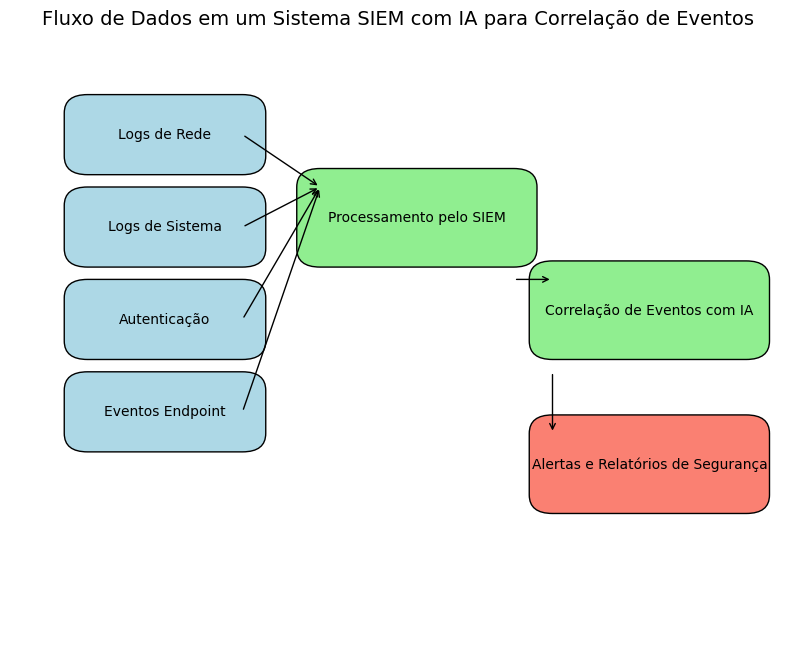 Fluxo de Dados em um Sistema SIEM com IA para Correlação de Eventos
Logs de Rede
Logs de Sistema
Autenticação
Eventos Endpoint
Processamento pelo SIEM
Correlação de Eventos com IA
Alertas e Relatórios de Segurança